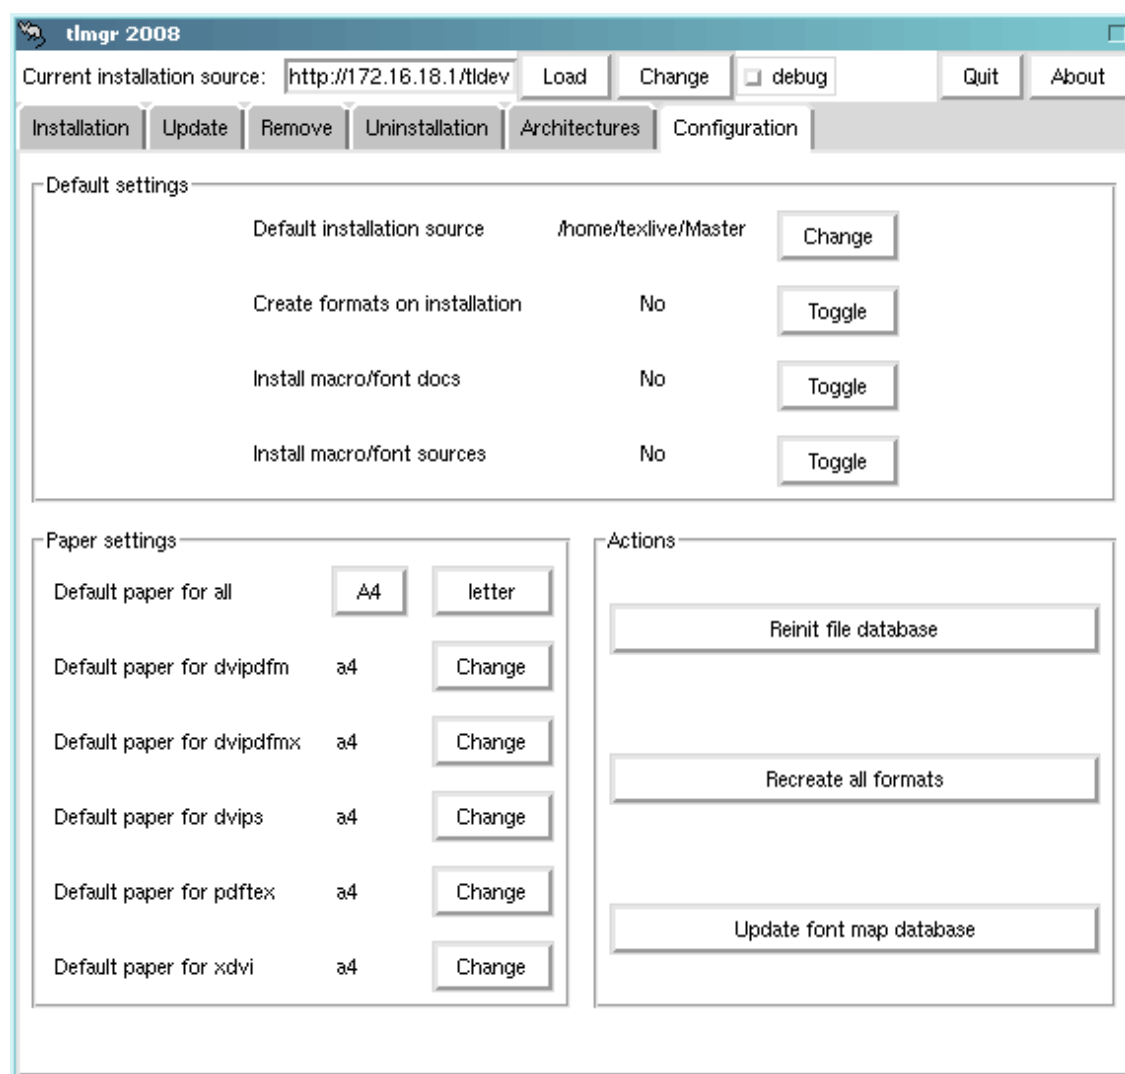 tlmgr 2008
Current installation source: http://172.16.18.1/tldev Load Change debug Quit About
Installation Update Remove Uninstallation Architectures Configuration
Default settings
Default installation source /home/texlive/Master Change
Create formats on installation No Toggle
Install macro/font docs No Toggle
Install macro/font sources No Toggle
Paper settings
Default paper for all A4 letter
Default paper for dvipdfm a4 Change
Default paper for dvipdfmx a4 Change
Default paper for dvips a4 Change
Default paper for pdftex a4 Change
Default paper for xdvi a4 Change
Actions
Reinit file database
Recreate all formats
Update font map database